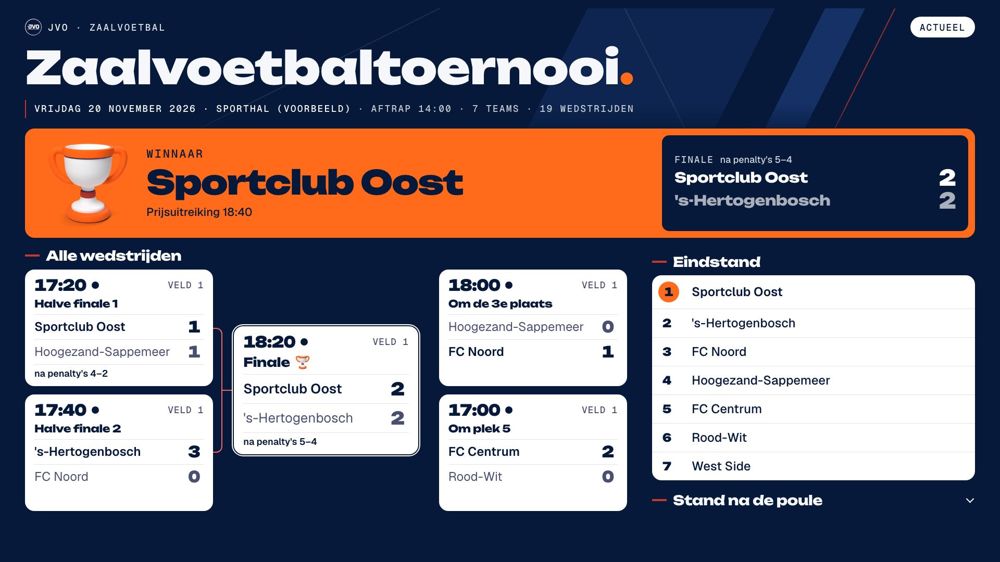 JVO
JVO · ZAALVOETBAL
ACTUEEL
Zaalvoetbaltoernooi.
VRIJDAG 20 NOVEMBER 2026 · SPORTHAL (VOORBEELD) · AFTRAP 14:00 · 7 TEAMS · 19 WEDSTRIJDEN
WINNAAR
Sportclub Oost
Prijsuitreiking 18:40
FINALE na penalty's 5–4
Sportclub Oost 2
's-Hertogenbosch 2
Alle wedstrijden
17:20 • VELD 1
Halve finale 1
Sportclub Oost 1
Hoogezand-Sappemeer 1
na penalty's 4–2
17:40 • VELD 1
Halve finale 2
's-Hertogenbosch 3
FC Noord 0
18:20 • VELD 1
Finale
Sportclub Oost 2
's-Hertogenbosch 2
na penalty's 5–4
18:00 • VELD 1
Om de 3e plaats
Hoogezand-Sappemeer 0
FC Noord 1
17:00 • VELD 1
Om plek 5
FC Centrum 2
Rood-Wit 0
Eindstand
1 Sportclub Oost
2 's-Hertogenbosch
3 FC Noord
4 Hoogezand-Sappemeer
5 FC Centrum
6 Rood-Wit
7 West Side
Stand na de poule